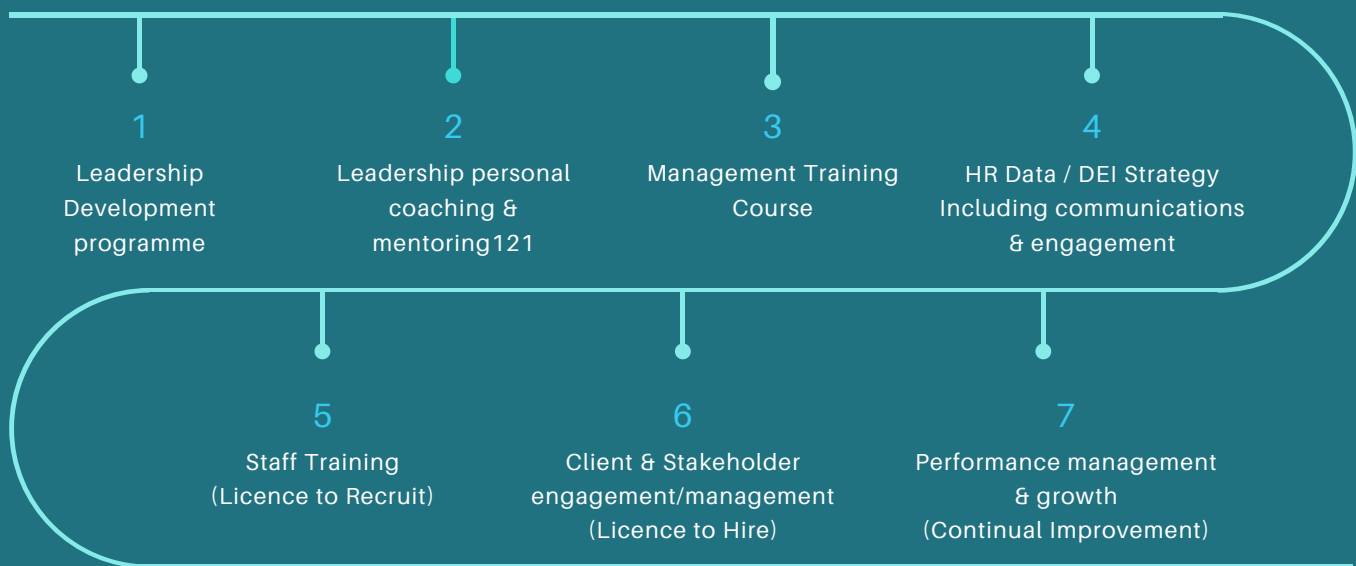 1
Leadership
Development
programme
2
Leadership personal
coaching &
mentoring121
3
Management Training
Course
4
HR Data / DEI Strategy
Including communications
& engagement
5
Staff Training
(Licence to Recruit)
6
Client & Stakeholder
engagement/management
(Licence to Hire)
7
Performance management
& growth
(Continual Improvement)